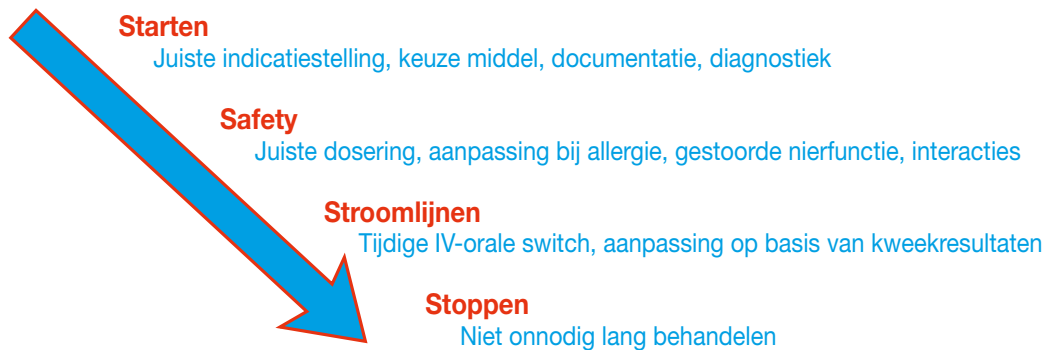 Starten
Juiste indicatiestelling, keuze middel, documentatie, diagnostiek
Safety
Juiste dosering, aanpassing bij allergie, gestoorde nierfunctie, interacties
Stroomlijnen
Tijdige IV-orale switch, aanpassing op basis van kweekresultaten
Stoppen
Niet onnodig lang behandelen